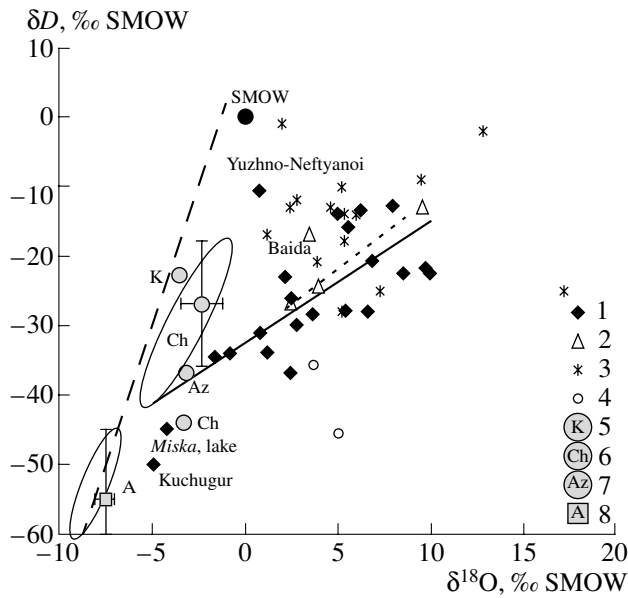 δD, ‰ SMOW
10
0
−10
−20
−30
−40
−50
−60
SMOW
Yuzhno-Neftyanoi
Baida
K
Ch
Az
Ch
Miska, lake
Kuchugur
A
1
2
3
4
K 5
Ch 6
Az 7
A 8
−10
−5
0
5
10
15
20
δ¹⁸O, ‰ SMOW